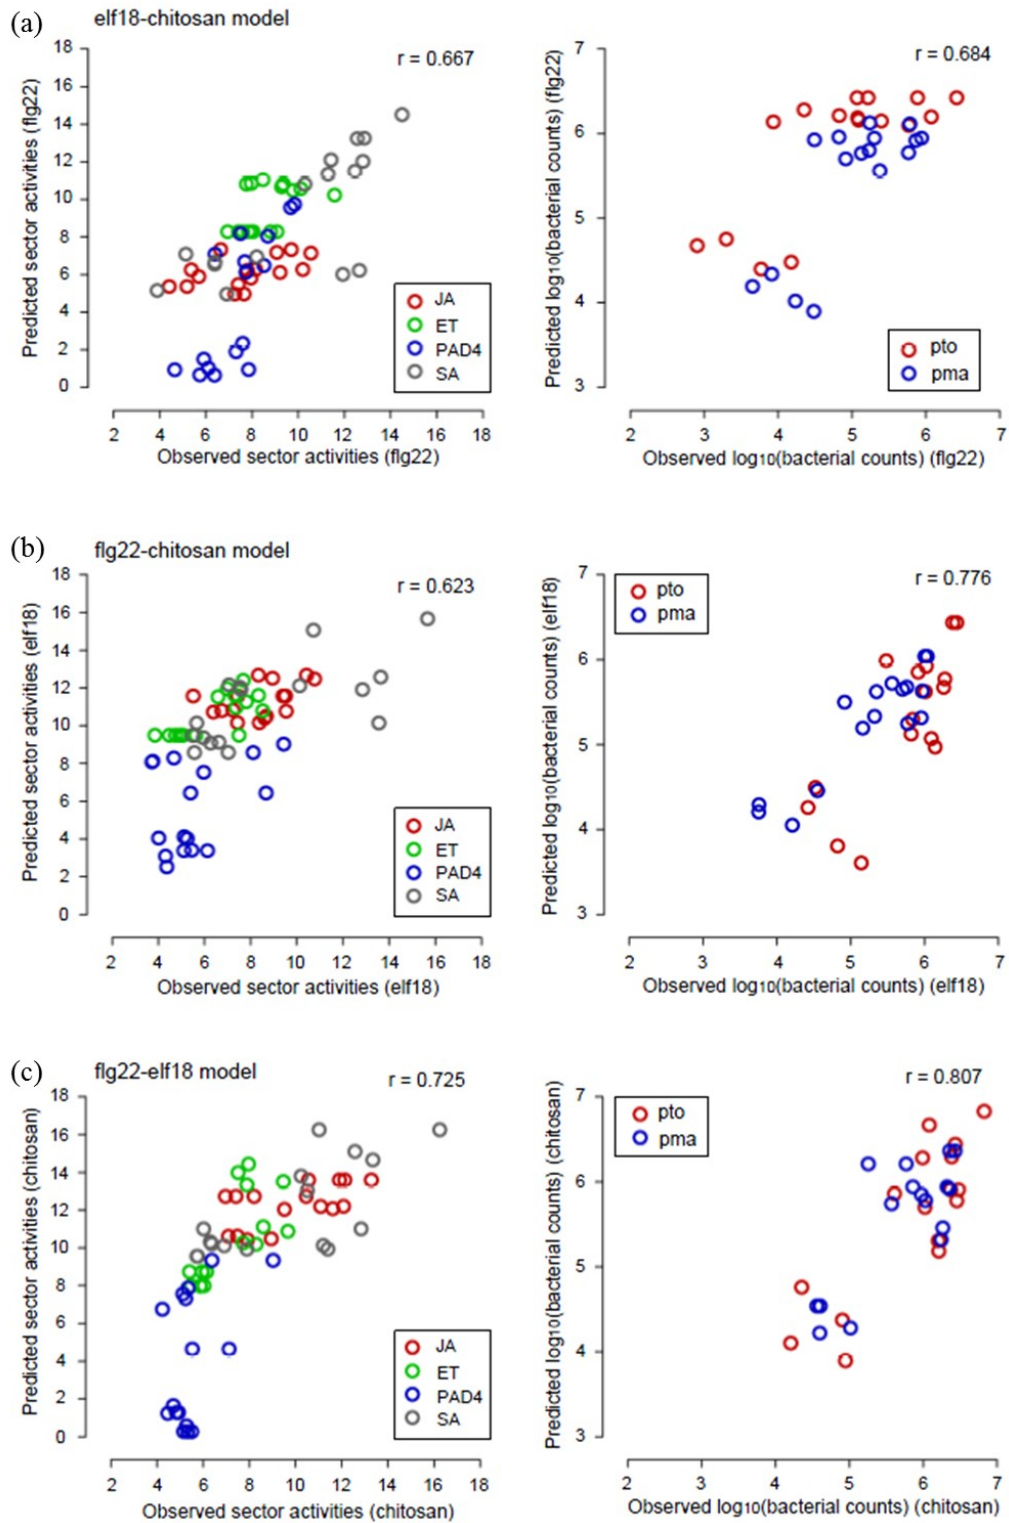 (a)
elf18-chitosan model
r = 0.667
Predicted sector activities (flg22)
18
16
14
12
10
8
6
4
2
0
JA
ET
PAD4
SA
2 4 6 8 10 12 14 16 18
Observed sector activities (flg22)
r = 0.684
Predicted log10(bacterial counts) (flg22)
7
6
5
4
3
pto
pma
2 3 4 5 6 7
Observed log10(bacterial counts) (flg22)
(b)
flg22-chitosan model
r = 0.623
Predicted sector activities (elf18)
18
16
14
12
10
8
6
4
2
0
JA
ET
PAD4
SA
2 4 6 8 10 12 14 16 18
Observed sector activities (elf18)
r = 0.776
Predicted log10(bacterial counts) (elf18)
7
6
5
4
3
pto
pma
2 3 4 5 6 7
Observed log10(bacterial counts) (elf18)
(c)
flg22-elf18 model
r = 0.725
Predicted sector activities (chitosan)
18
16
14
12
10
8
6
4
2
0
JA
ET
PAD4
SA
2 4 6 8 10 12 14 16 18
Observed sector activities (chitosan)
r = 0.807
Predicted log10(bacterial counts) (chitosan)
7
6
5
4
3
pto
pma
2 3 4 5 6 7
Observed log10(bacterial counts) (chitosan)